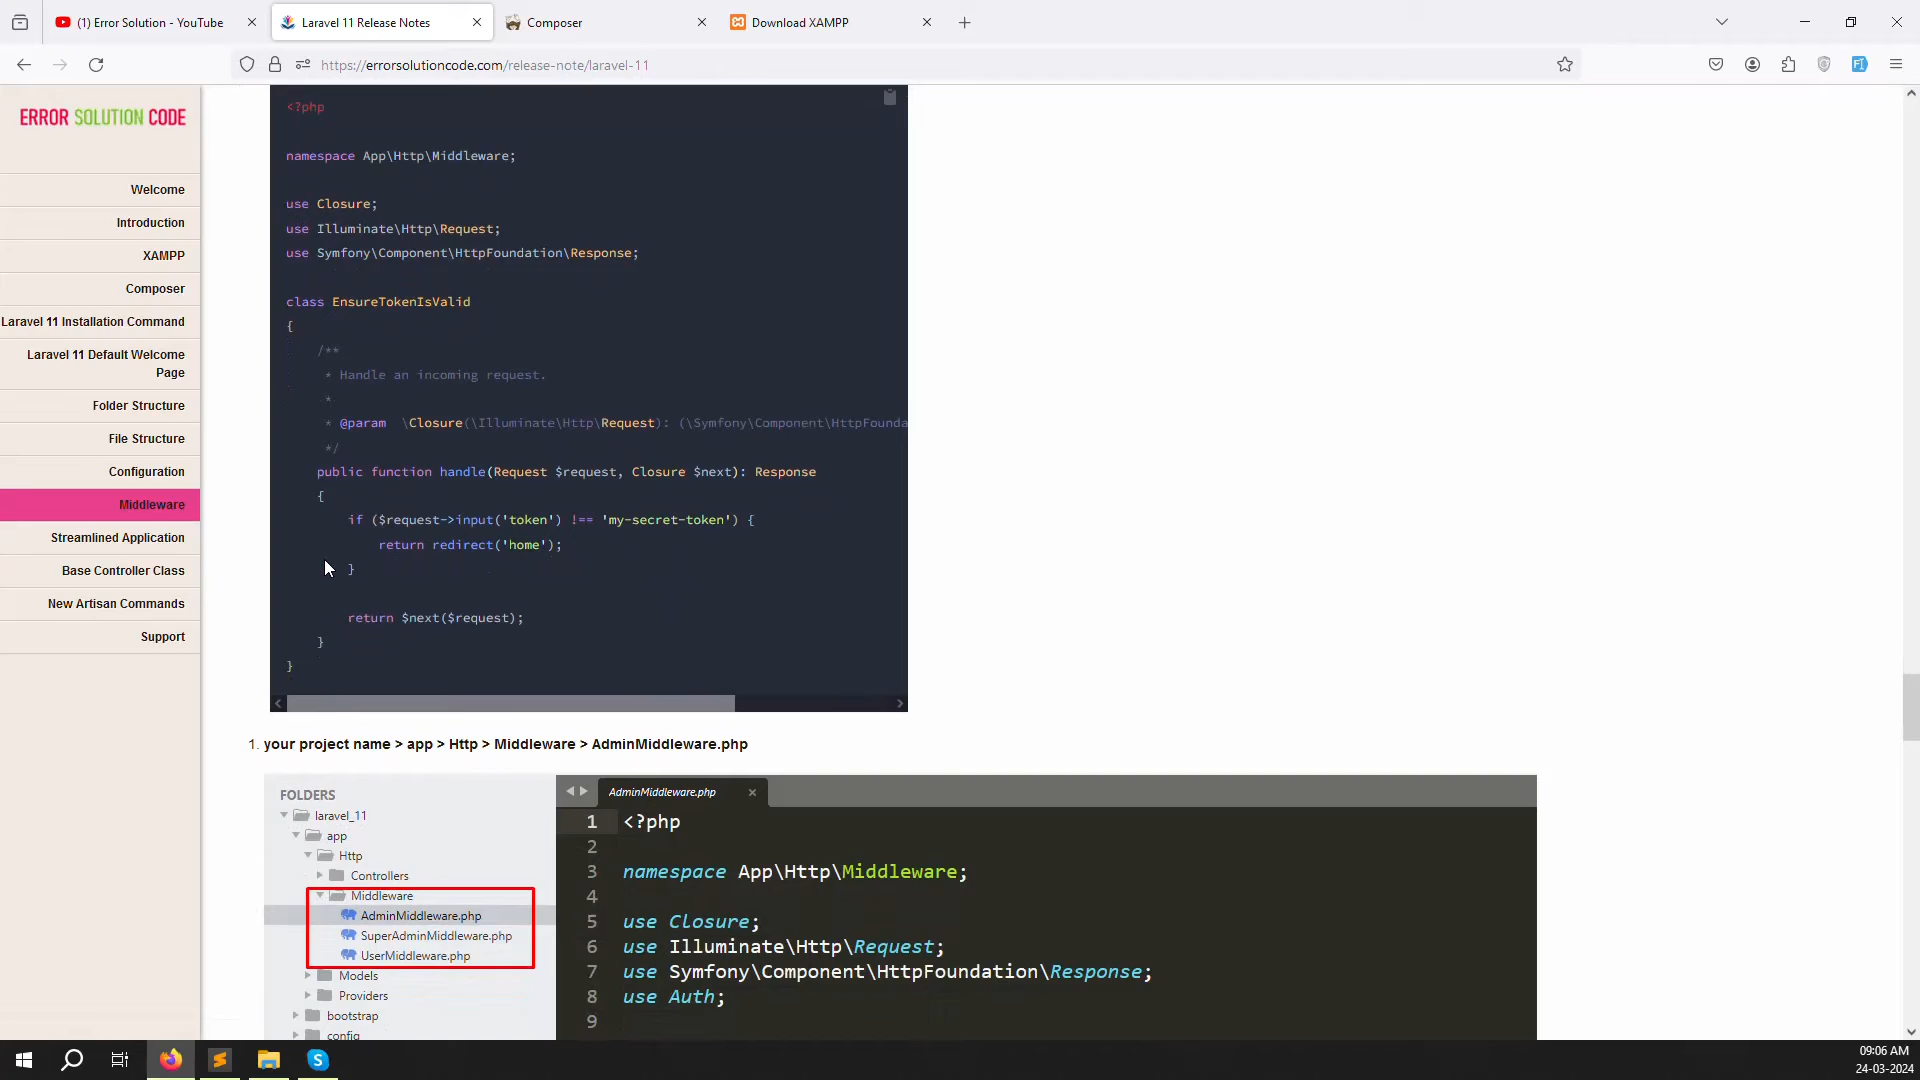 (1) Error Solution - YouTube
Laravel 11 Release Notes
Composer
Download XAMPP
https://errorsolutioncode.com/release-note/laravel-11
ERROR SOLUTION CODE
Welcome
Introduction
XAMPP
Composer
Laravel 11 Installation Command
Laravel 11 Default Welcome
Page
Folder Structure
File Structure
Configuration
Middleware
Streamlined Application
Base Controller Class
New Artisan Commands
Support
<?php
namespace App\Http\Middleware;
use Closure;
use Illuminate\Http\Request;
use Symfony\Component\HttpFoundation\Response;
class EnsureTokenIsValid
{
/**
* Handle an incoming request.
*
* @param  \Closure(\Illuminate\Http\Request): (\Symfony\Component\HttpFounda
*/
public function handle(Request $request, Closure $next): Response
{
if ($request->input('token') !== 'my-secret-token') {
return redirect('home');
}
return $next($request);
}
}
1. your project name > app > Http > Middleware > AdminMiddleware.php
FOLDERS
laravel_11
app
Http
Controllers
Middleware
AdminMiddleware.php
SuperAdminMiddleware.php
UserMiddleware.php
Models
Providers
bootstrap
config
AdminMiddleware.php
1 <?php
2
3 namespace App\Http\Middleware;
4
5 use Closure;
6 use Illuminate\Http\Request;
7 use Symfony\Component\HttpFoundation\Response;
8 use Auth;
9
09:06 AM
24-03-2024